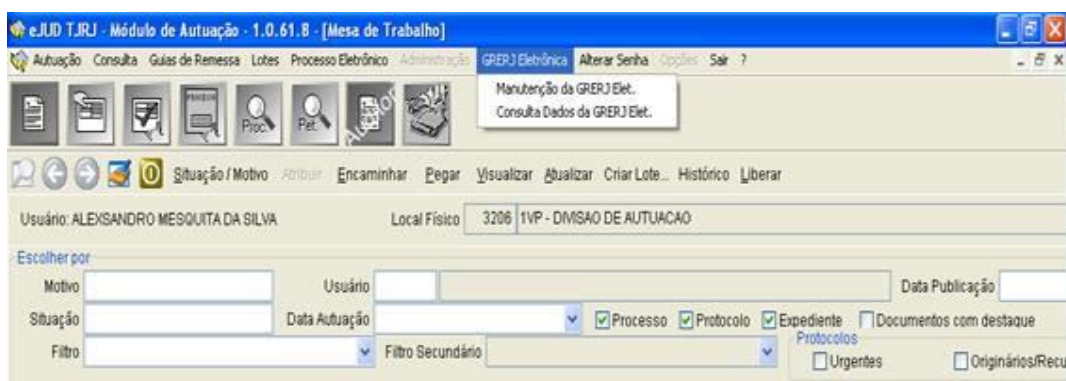 eJUD TJRJ - Módulo de Autuação - 1.0.61.8 - [Mesa de Trabalho]
Autuação Consulta Guias de Remessa Lotes Processo Eletrônico Administração GRERJ Eletrônica Alterar Senha Opções Sair ?
Manutenção da GRERJ Elet.
Consulta Dados da GRERJ Elet.
Proc. Pet.
Situação / Motivo Atribuir Encaminhar Pegar Visualizar Atualizar Criar Lote... Histórico Liberar
Usuário: ALEXSANDRO MESQUITA DA SILVA Local Físico 3206 1VP - DIVISAO DE AUTUACAO
Escolher por
Motivo Usuário Data Publicação
Situação Data Autuação Processo Protocolo Expediente Documentos com destaque
Filtro Filtro Secundário Protocolos
Urgentes Originários/Recu